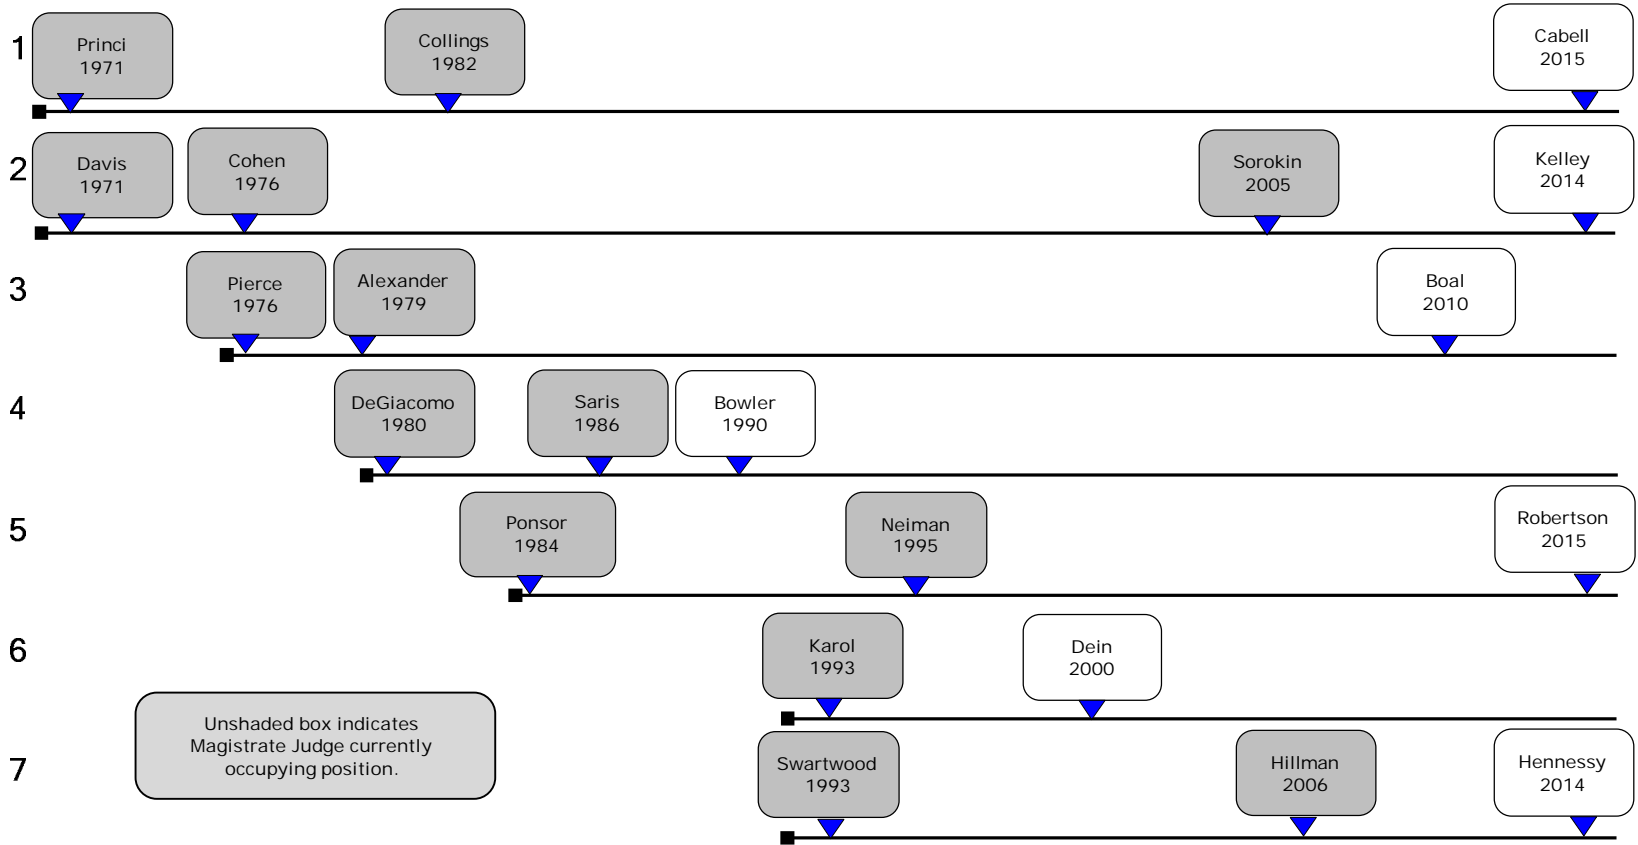 1
Princi
1971
Collings
1982
Cabell
2015
2
Davis
1971
Cohen
1976
Sorokin
2005
Kelley
2014
3
Pierce
1976
Alexander
1979
Boal
2010
4
DeGiacomo
1980
Saris
1986
Bowler
1990
5
Ponsor
1984
Neiman
1995
Robertson
2015
6
Karol
1993
Dein
2000
7
Swartwood
1993
Hillman
2006
Hennessy
2014
Unshaded box indicates
Magistrate Judge currently
occupying position.